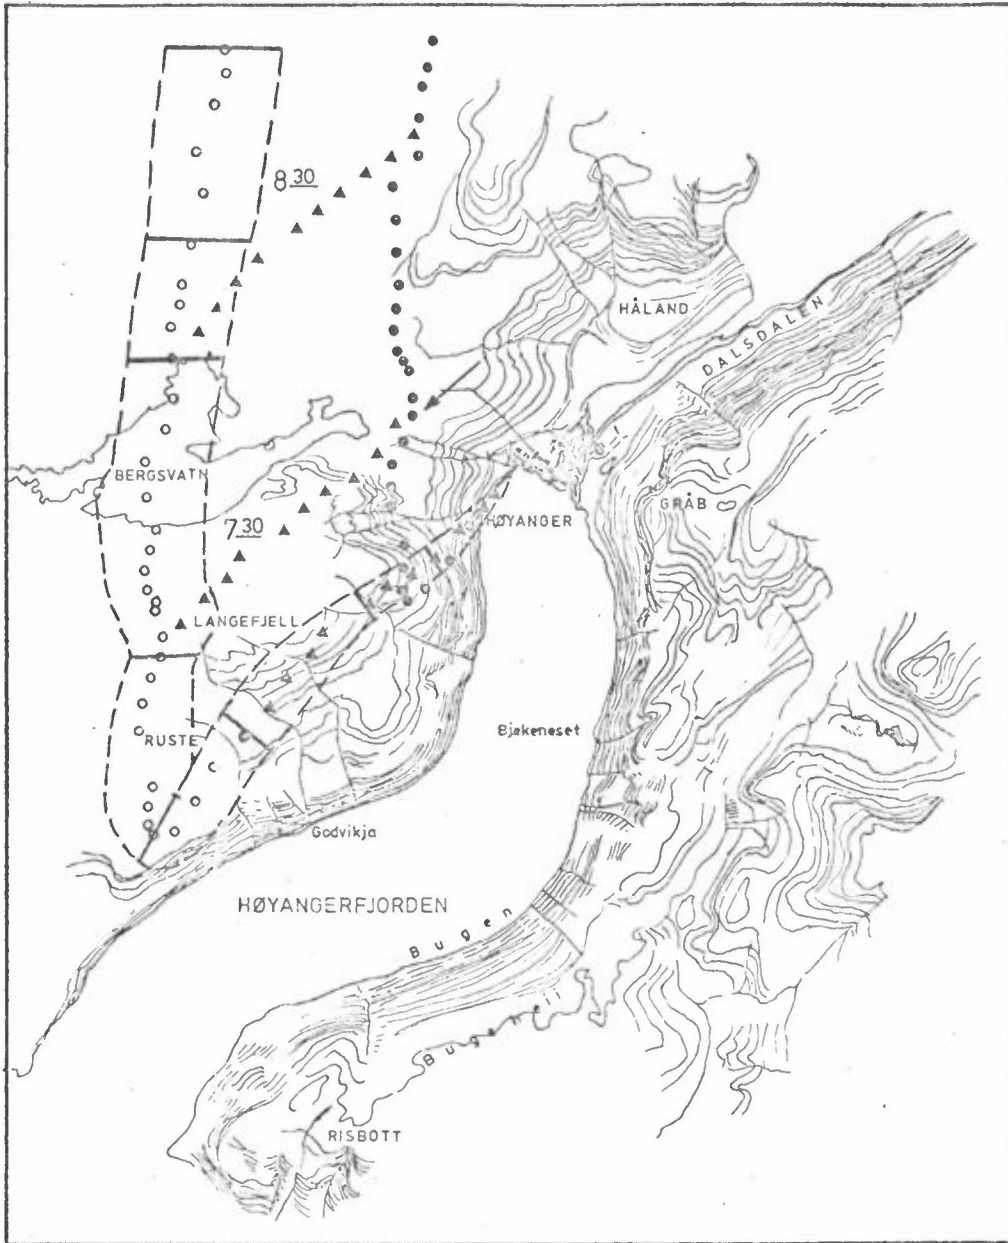 8 30
HÅLAND
DALSDALEN
BERGSVATN
GRÅB
HØYANGER
7 30
LANGEFJELL
RUSTE
Bjøkeneset
Godvikja
HØYANGERFJORDEN
Bugen
Bugen
RISBOTT